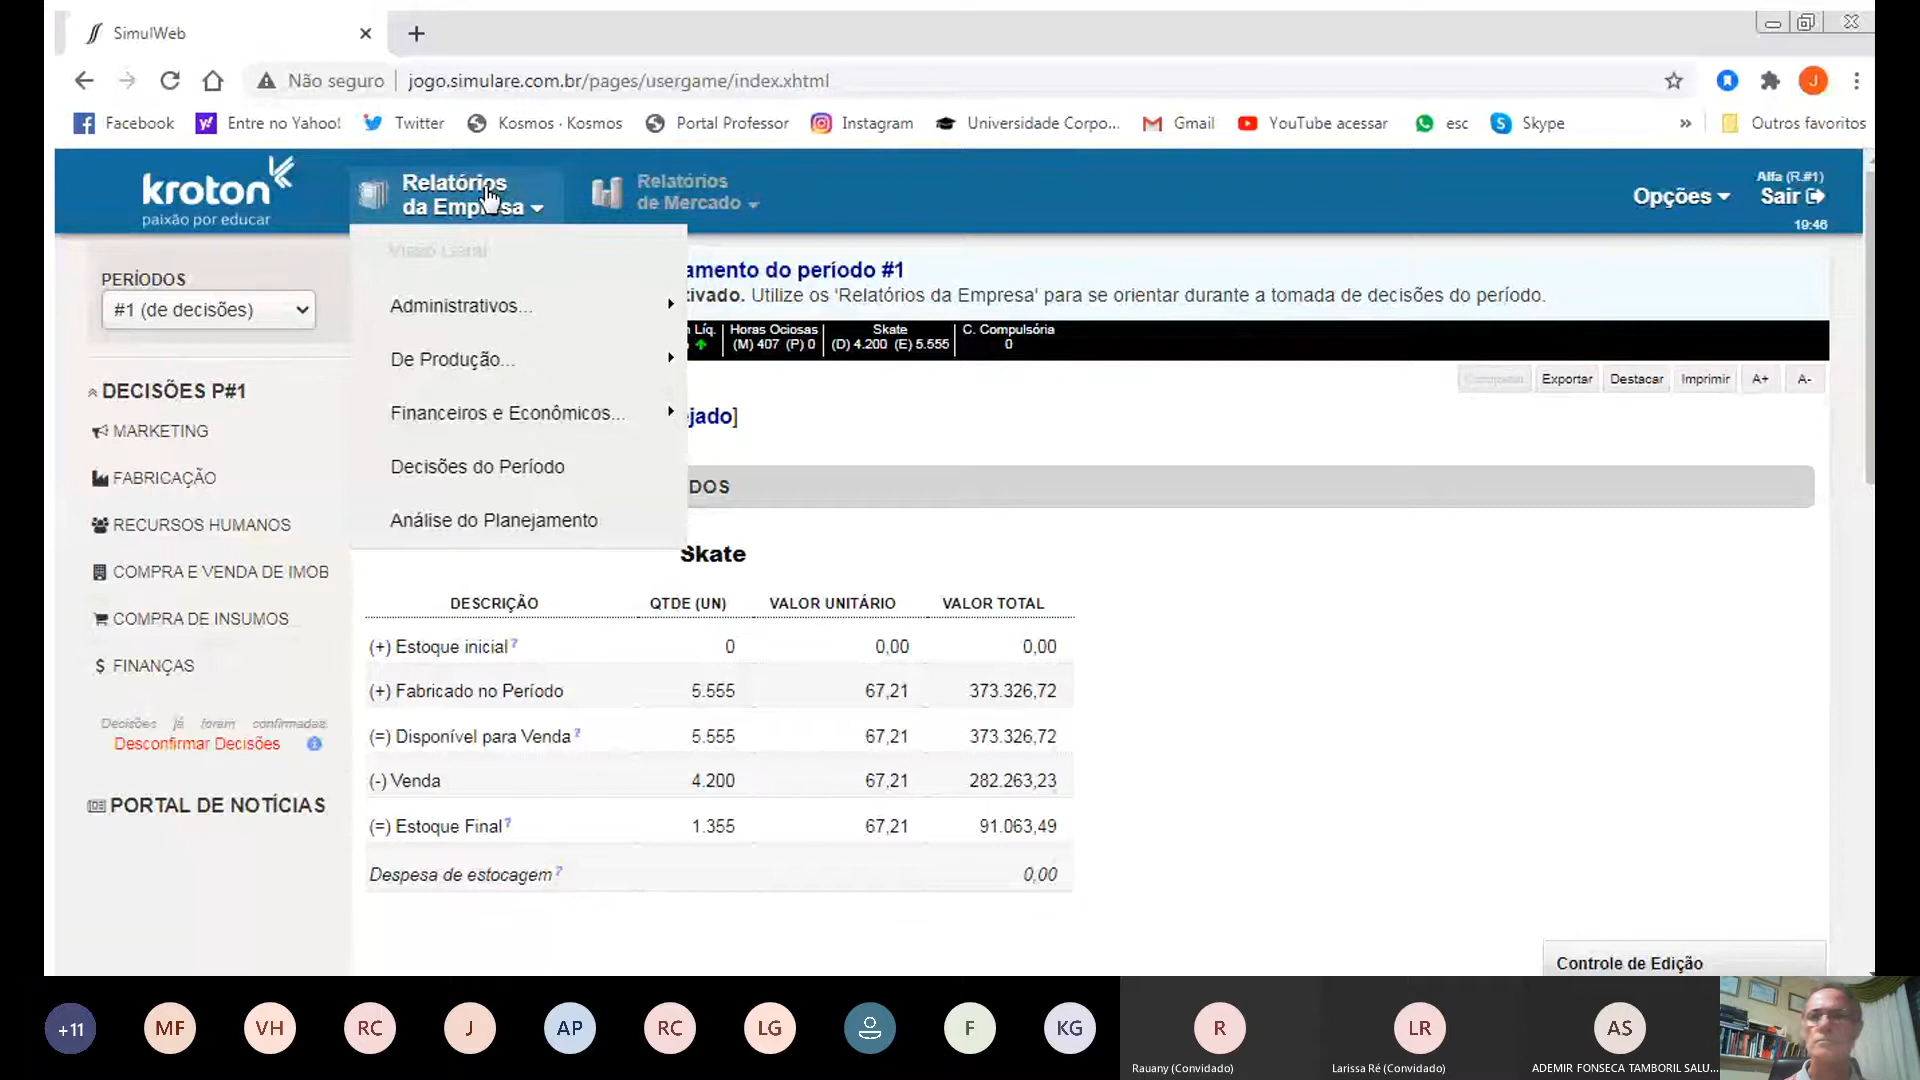 SimulWeb
Não seguro
jogo.simulare.com.br/pages/usergame/index.xhtml
J
Facebook
Entre no Yahoo!
Twitter
Kosmos · Kosmos
Portal Professor
Instagram
Universidade Corpo...
Gmail
YouTube acessar
esc
Skype
»
Outros favoritos
kroton
paixão por educar
Relatórios
da Empresa
Relatórios
de Mercado
Opções
Alfa (R.#1)
Sair
19:46
Visão Geral
Administrativos...
De Produção...
Financeiros e Econômicos...
Decisões do Período
Análise do Planejamento
PERÍODOS
#1 (de decisões)
DECISÕES P#1
MARKETING
FABRICAÇÃO
RECURSOS HUMANOS
COMPRA E VENDA DE IMOB
COMPRA DE INSUMOS
$ FINANÇAS
Decisões já foram confirmadas.
Desconfirmar Decisões
PORTAL DE NOTÍCIAS
amento do período #1
ivado. Utilize os 'Relatórios da Empresa' para se orientar durante a tomada de decisões do período.
Líq.
Horas Ociosas
(M) 407 (P) 0
Skate
(D) 4.200 (E) 5.555
C. Compulsória
0
Exportar
Destacar
Imprimir
A+
A-
jado]
DOS
Skate
DESCRIÇÃO QTDE (UN) VALOR UNITÁRIO VALOR TOTAL
(+) Estoque inicial ? 0 0,00 0,00
(+) Fabricado no Período 5.555 67,21 373.326,72
(=) Disponível para Venda ? 5.555 67,21 373.326,72
(-) Venda 4.200 67,21 282.263,23
(=) Estoque Final ? 1.355 67,21 91.063,49
Despesa de estocagem ? 0,00
Controle de Edição
+11
MF
VH
RC
J
AP
RC
LG
F
KG
R
Rauany (Convidado)
LR
Larissa Ré (Convidado)
AS
ADEMIR FONSECA TAMBORIL SALU...